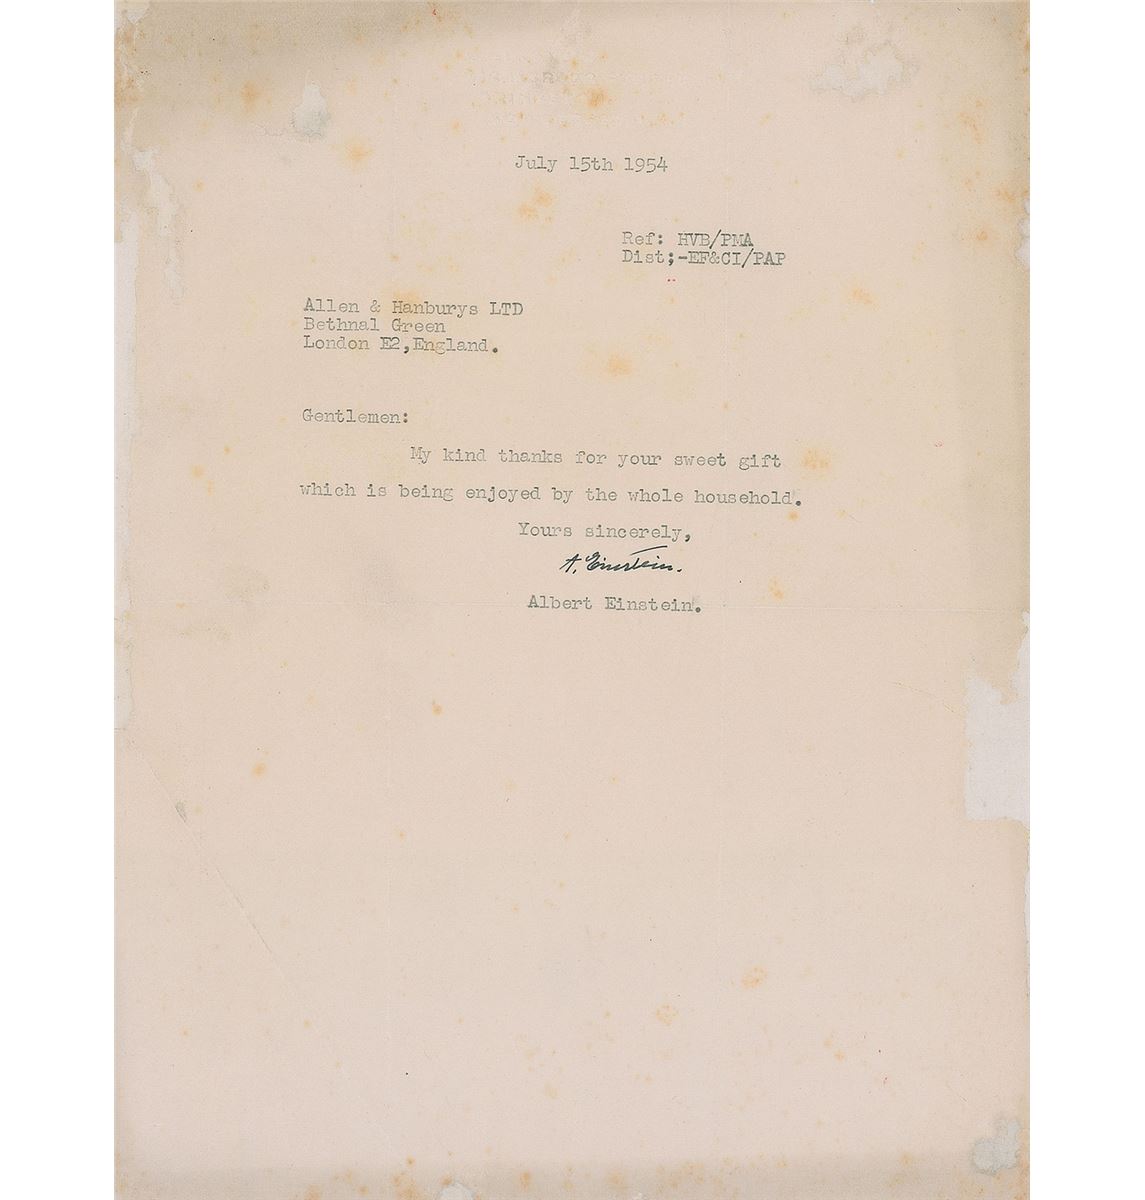 July 15th 1954
Ref: HVB/PMA
Dist;-EF&CI/PAP
Allen & Hanburys LTD
Bethnal Green
London E2,England.
Gentlemen:
My kind thanks for your sweet gift
which is being enjoyed by the whole household.
Yours sincerely,
A. Einstein.
Albert Einstein.